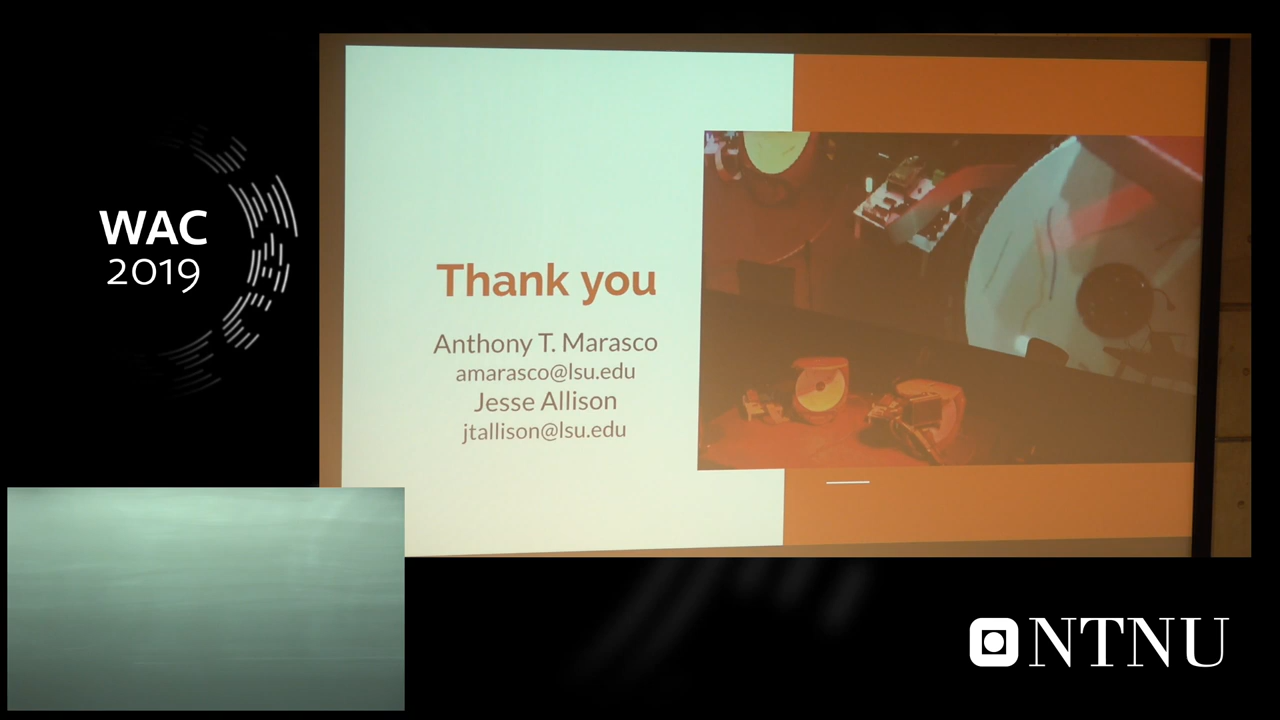 WAC
2019
Thank you
Anthony T. Marasco
amarasco@lsu.edu
Jesse Allison
jtallison@lsu.edu
NTNU